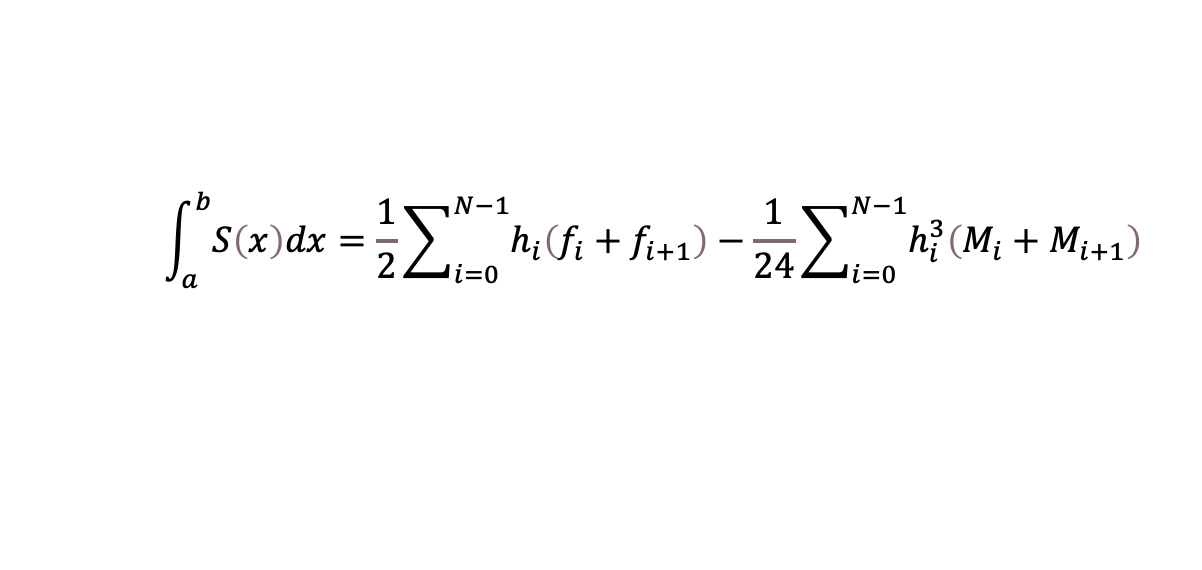 ∫_a^b S(x)dx = 1/2 ∑_{i=0}^{N−1} h_i(f_i + f_{i+1}) − 1/24 ∑_{i=0}^{N−1} h_i^3(M_i + M_{i+1})